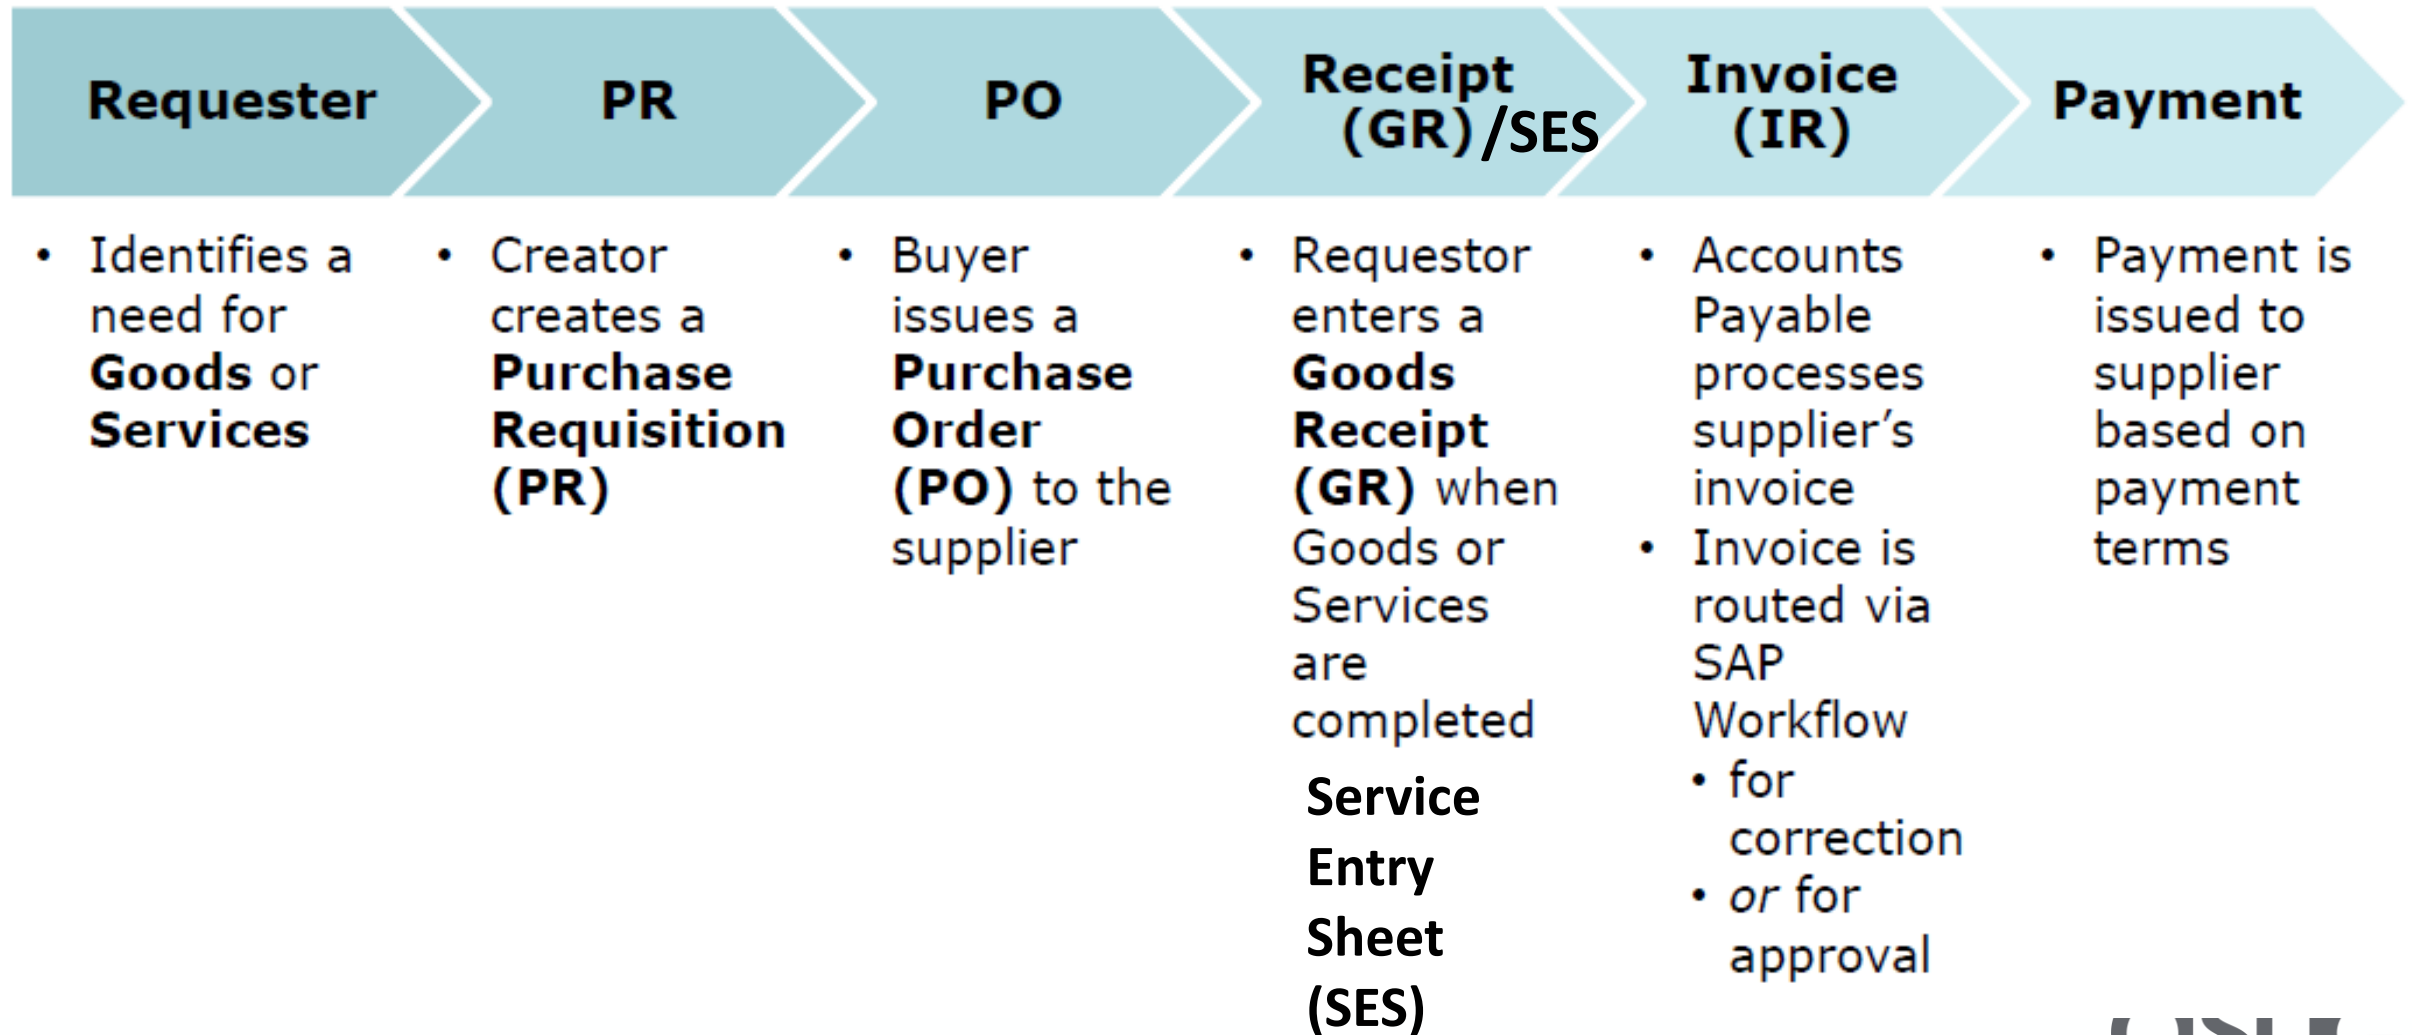 Requester
PR
PO
Receipt
(GR)/SES
Invoice
(IR)
Payment
• Identifies a
need for
Goods or
Services
• Creator
creates a
Purchase
Requisition
(PR)
• Buyer
issues a
Purchase
Order
(PO) to the
supplier
• Requestor
enters a
Goods
Receipt
(GR) when
Goods or
Services
are
completed
Service
Entry
Sheet
(SES)
• Accounts
Payable
processes
supplier’s
invoice
• Invoice is
routed via
SAP
Workflow
• for
correction
• or for
approval
• Payment is
issued to
supplier
based on
payment
terms